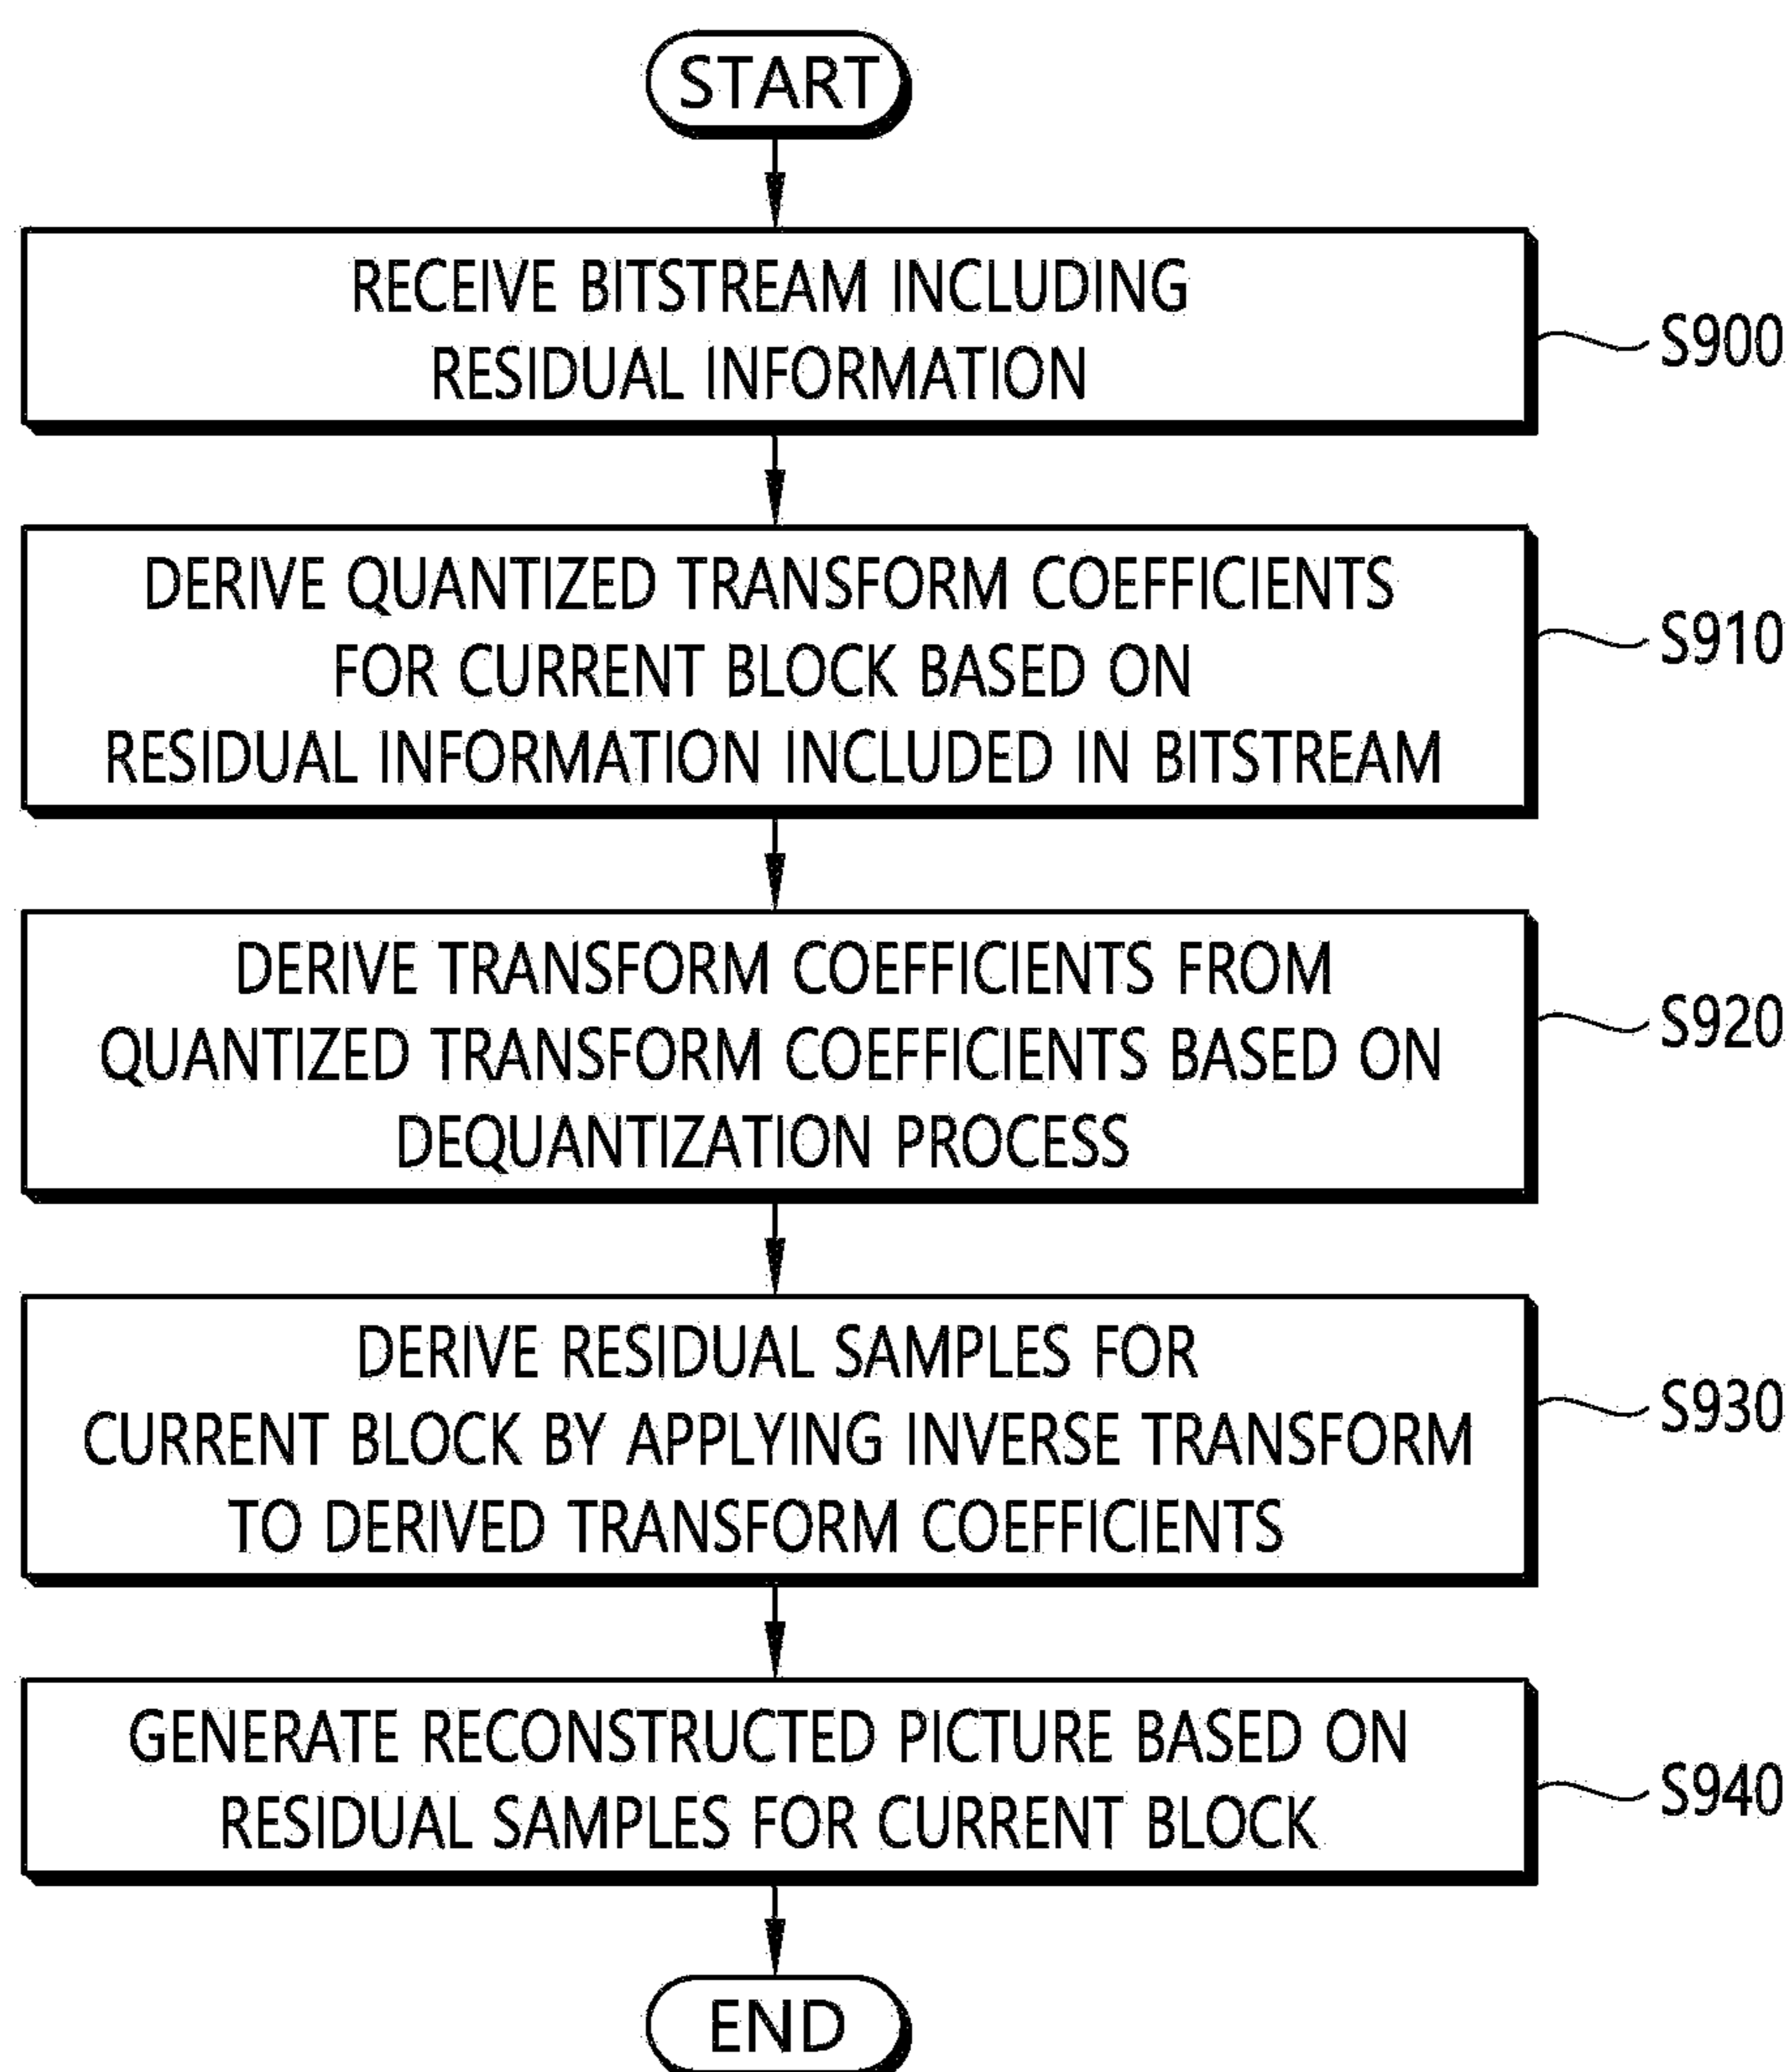 START
RECEIVE BITSTREAM INCLUDING
RESIDUAL INFORMATION
S900
DERIVE QUANTIZED TRANSFORM COEFFICIENTS
FOR CURRENT BLOCK BASED ON
RESIDUAL INFORMATION INCLUDED IN BITSTREAM
S910
DERIVE TRANSFORM COEFFICIENTS FROM
QUANTIZED TRANSFORM COEFFICIENTS BASED ON
DEQUANTIZATION PROCESS
S920
DERIVE RESIDUAL SAMPLES FOR
CURRENT BLOCK BY APPLYING INVERSE TRANSFORM
TO DERIVED TRANSFORM COEFFICIENTS
S930
GENERATE RECONSTRUCTED PICTURE BASED ON
RESIDUAL SAMPLES FOR CURRENT BLOCK
S940
END